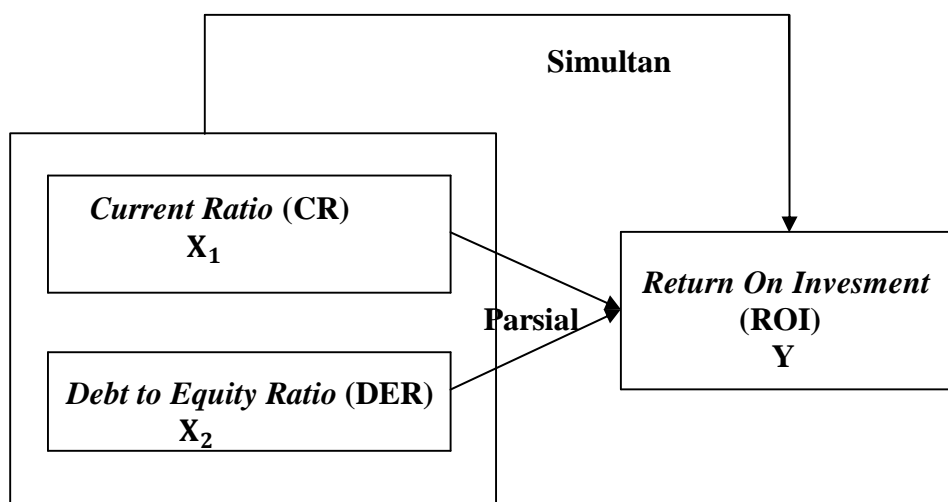 Simultan
Current Ratio (CR)
X₁
Return On Invesment
(ROI)
Y
Parsial
Debt to Equity Ratio (DER)
X₂